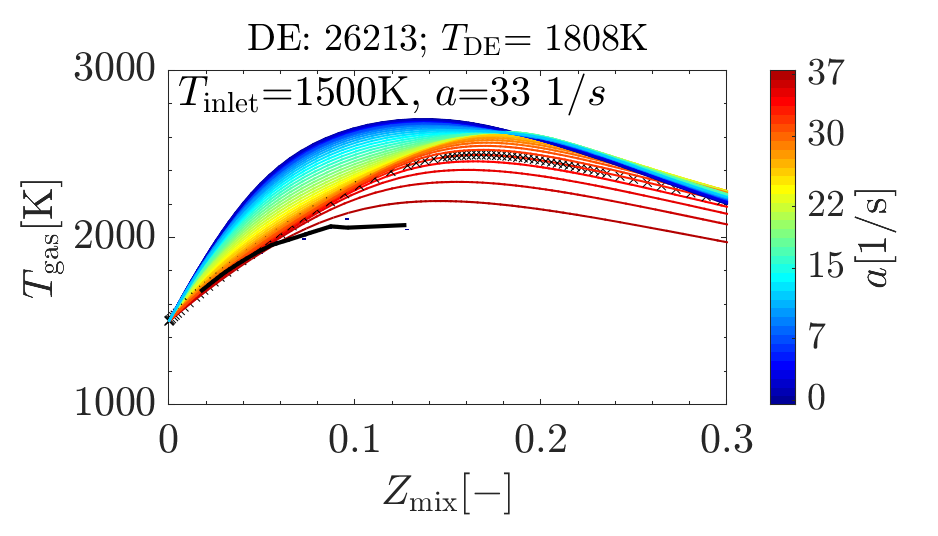 DE: 26213; T_DE= 1808K
T_inlet=1500K, a=33 1/s
3000
2000
1000
T_gas[K]
0 0.1 0.2 0.3
Z_mix[−]
37
30
22
15
7
0
a[1/s]